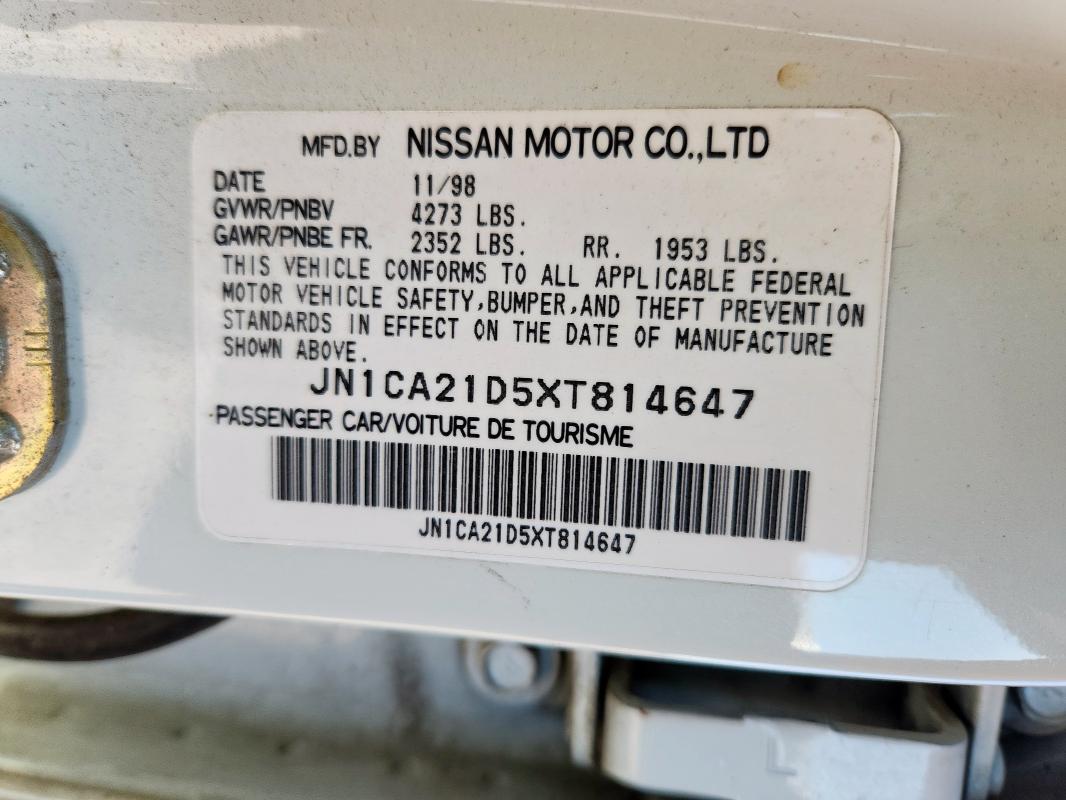 MFD.BY NISSAN MOTOR CO.,LTD
DATE 11/98
GVWR/PNBV 4273 LBS.
GAWR/PNBE FR. 2352 LBS. RR. 1953 LBS.
THIS VEHICLE CONFORMS TO ALL APPLICABLE FEDERAL
MOTOR VEHICLE SAFETY,BUMPER,AND THEFT PREVENTION
STANDARDS IN EFFECT ON THE DATE OF MANUFACTURE
SHOWN ABOVE.
JN1CA21D5XT814647
PASSENGER CAR/VOITURE DE TOURISME
JN1CA21D5XT814647